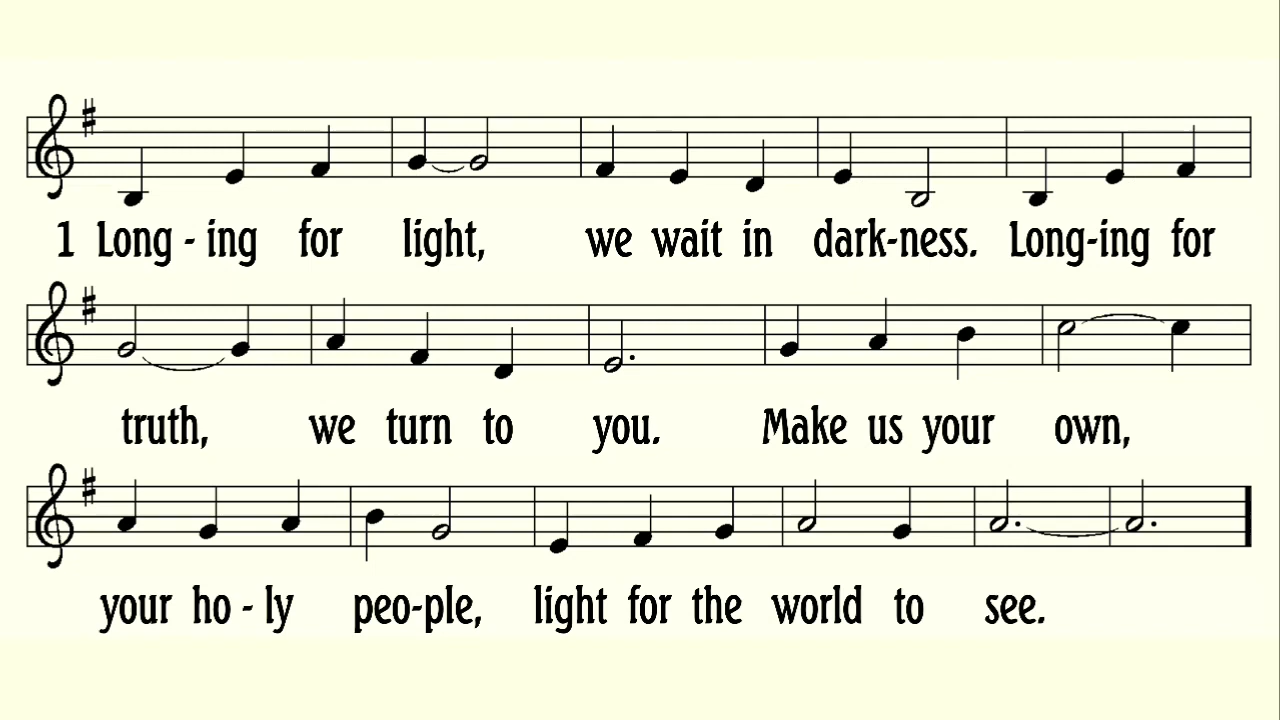 1 Long - ing for light, we wait in dark-ness. Long-ing for
truth, we turn to you. Make us your own,
your ho - ly peo-ple, light for the world to see.